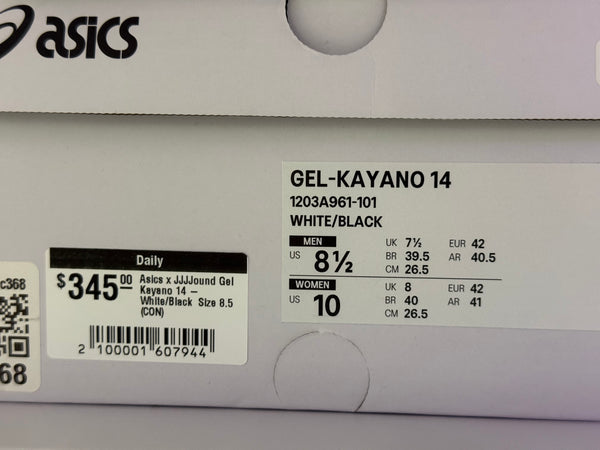 asics
GEL-KAYANO 14
1203A961-101
WHITE/BLACK
MEN
US 8½
UK 7½ EUR 42
BR 39.5 AR 40.5
CM 26.5
WOMEN
US 10
UK 8 EUR 42
BR 40 AR 41
CM 26.5
Daily
$345.00
Asics x JJJJound Gel
Kayano 14 –
White/Black Size 8.5
(CON)
2 100001 607944
c368
68